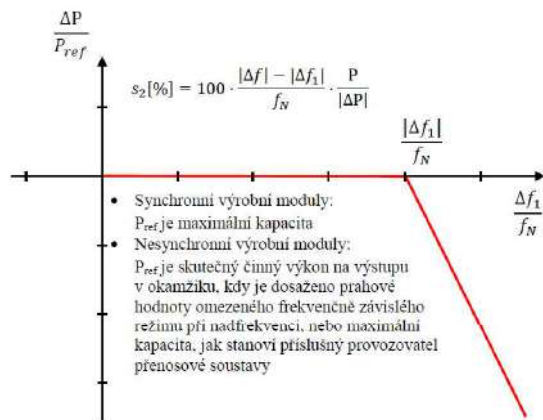 ΔP
P_ref
s₂[%] = 100 · |Δf| − |Δf₁| / f_N · P / |ΔP|
|Δf₁|
f_N
Δf₁
f_N
• Synchronní výrobní moduly:
P_ref je maximální kapacita
• Nesynchronní výrobní moduly:
P_ref je skutečný činný výkon na výstupu
v okamžiku, kdy je dosaženo prahové
hodnoty omezeného frekvenčně závislého
režimu při nadfrekvenci, nebo maximální
kapacita, jak stanoví příslušný provozovatel
přenosové soustavy